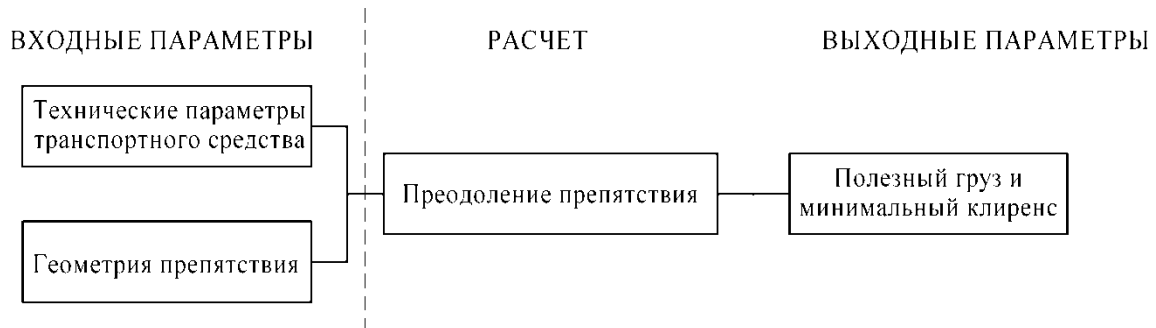 ВХОДНЫЕ ПАРАМЕТРЫ
РАСЧЕТ
ВЫХОДНЫЕ ПАРАМЕТРЫ
Технические параметры
транспортного средства
Геометрия препятствия
Преодоление препятствия
Полезный груз и
минимальный клиренс